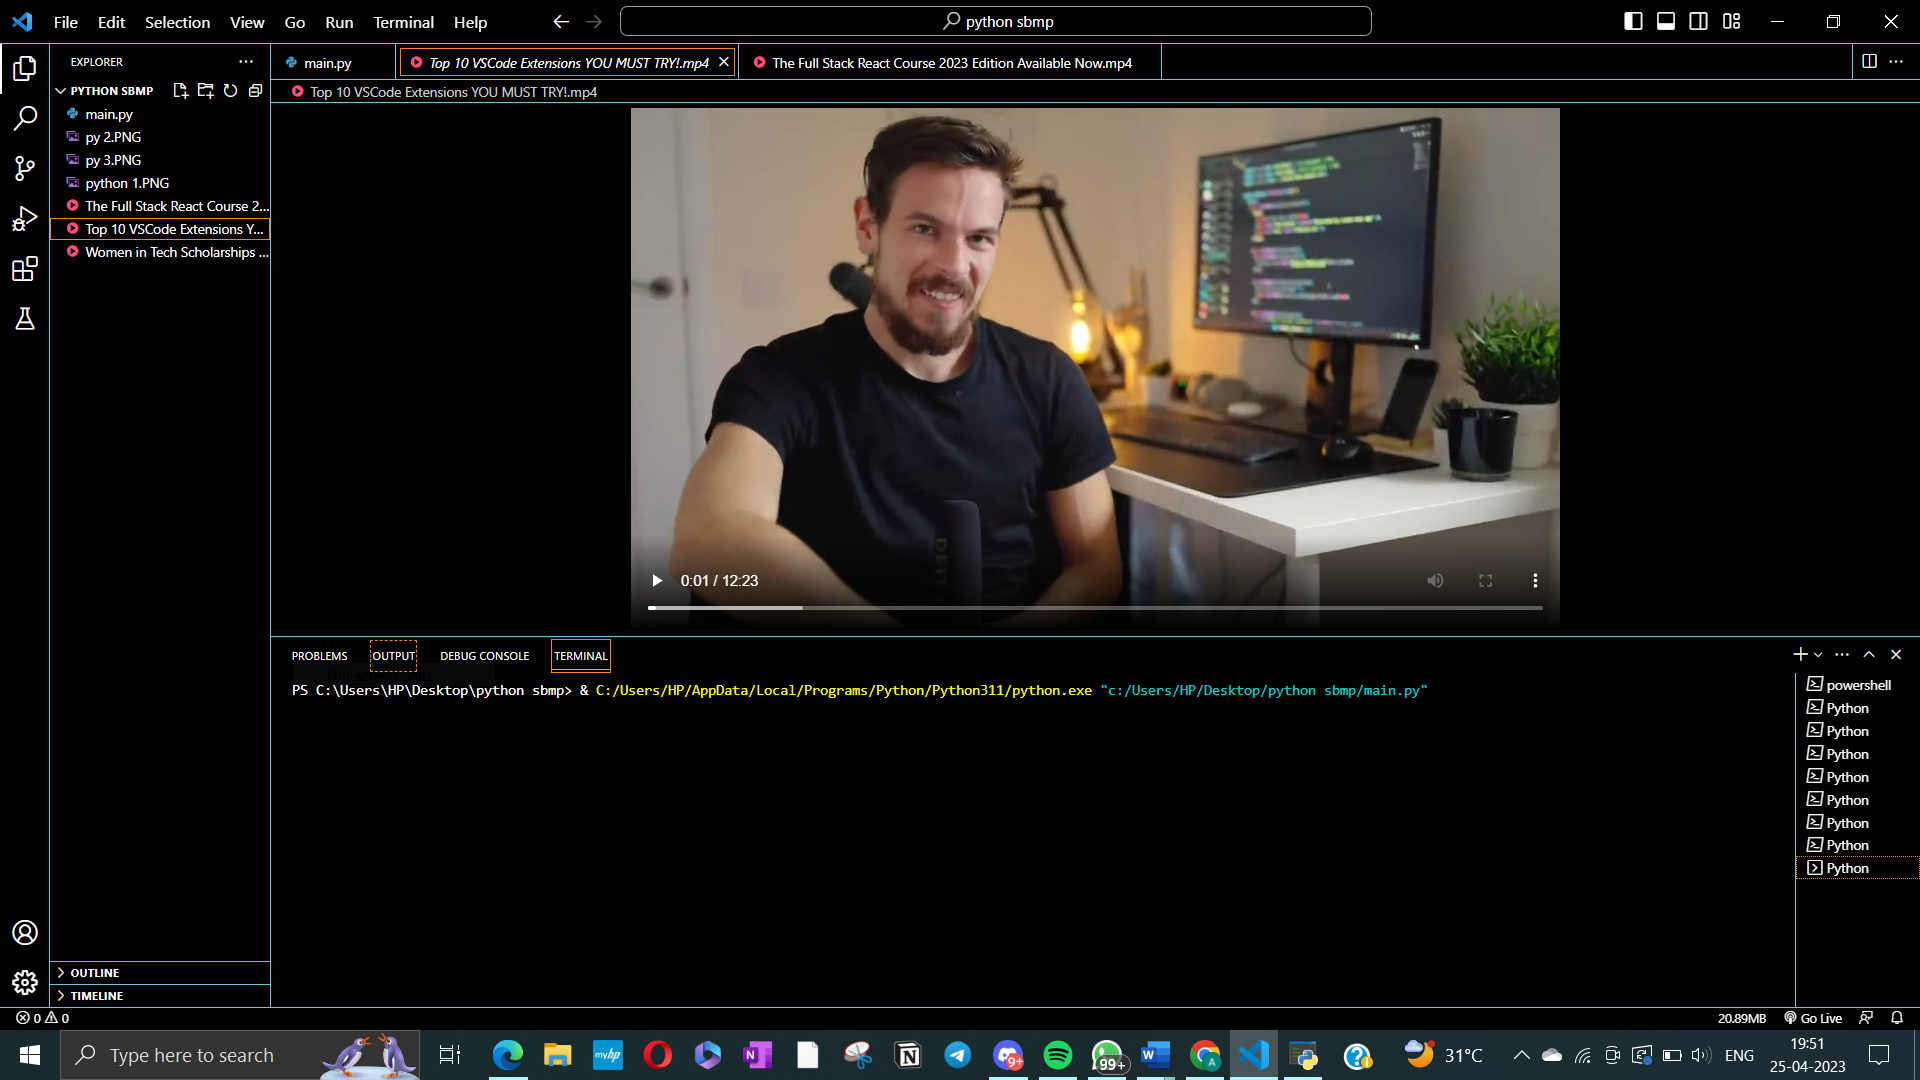 File Edit Selection View Go Run Terminal Help
python sbmp
EXPLORER
main.py
Top 10 VSCode Extensions YOU MUST TRY!.mp4
The Full Stack React Course 2023 Edition Available Now.mp4
PYTHON SBMP
Top 10 VSCode Extensions YOU MUST TRY!.mp4
main.py
py 2.PNG
py 3.PNG
python 1.PNG
The Full Stack React Course 2...
Top 10 VSCode Extensions Y...
Women in Tech Scholarships ...
0:01 / 12:23
PROBLEMS OUTPUT DEBUG CONSOLE TERMINAL
PS C:\Users\HP\Desktop\python sbmp> & C:/Users/HP/AppData/Local/Programs/Python/Python311/python.exe "c:/Users/HP/Desktop/python sbmp/main.py"
powershell
Python
Python
Python
Python
Python
Python
Python
Python
OUTLINE
TIMELINE
0 0
20.89MB
Go Live
Type here to search
myhp
N
9+
99+
W
A
31°C
ENG
19:51
25-04-2023